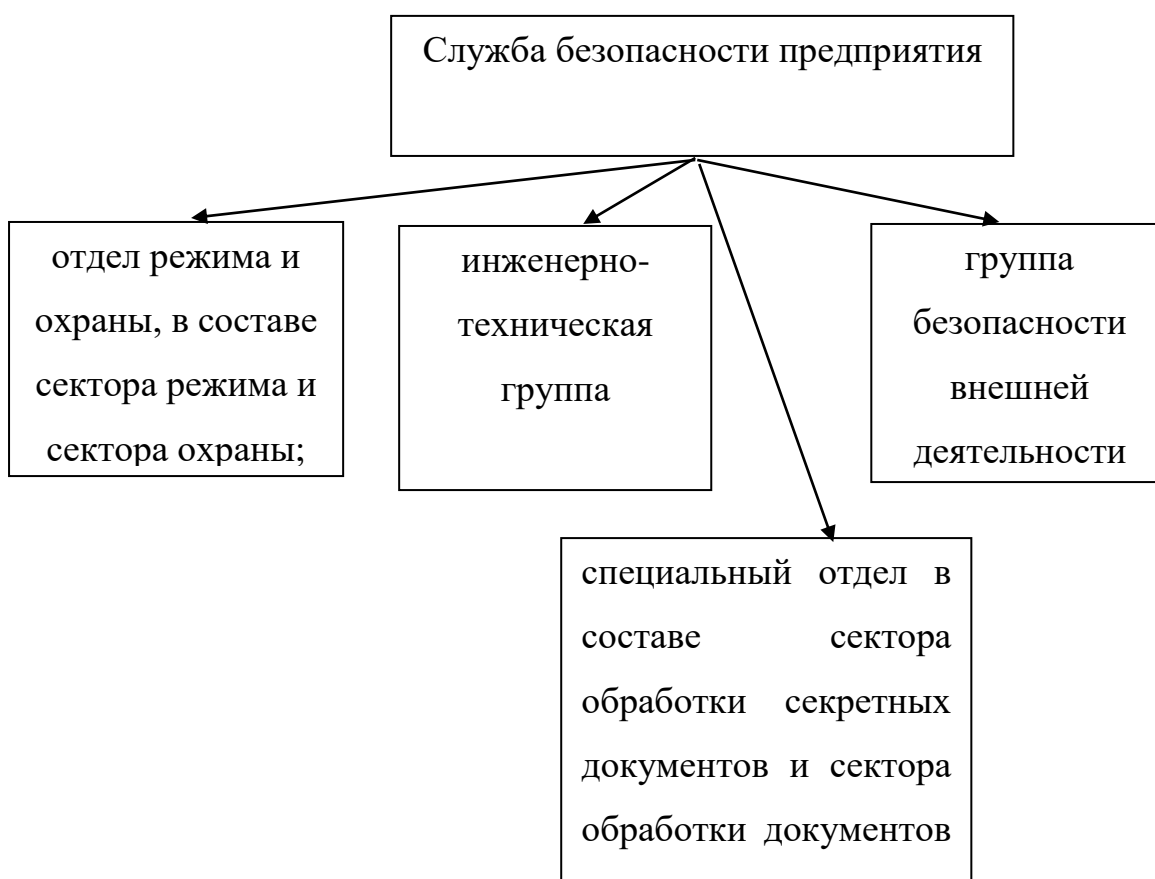 Служба безопасности предприятия
отдел режима и
охраны, в составе
сектора режима и
сектора охраны;
инженерно-
техническая
группа
группа
безопасности
внешней
деятельности
специальный отдел в
составе сектора
обработки секретных
документов и сектора
обработки документов